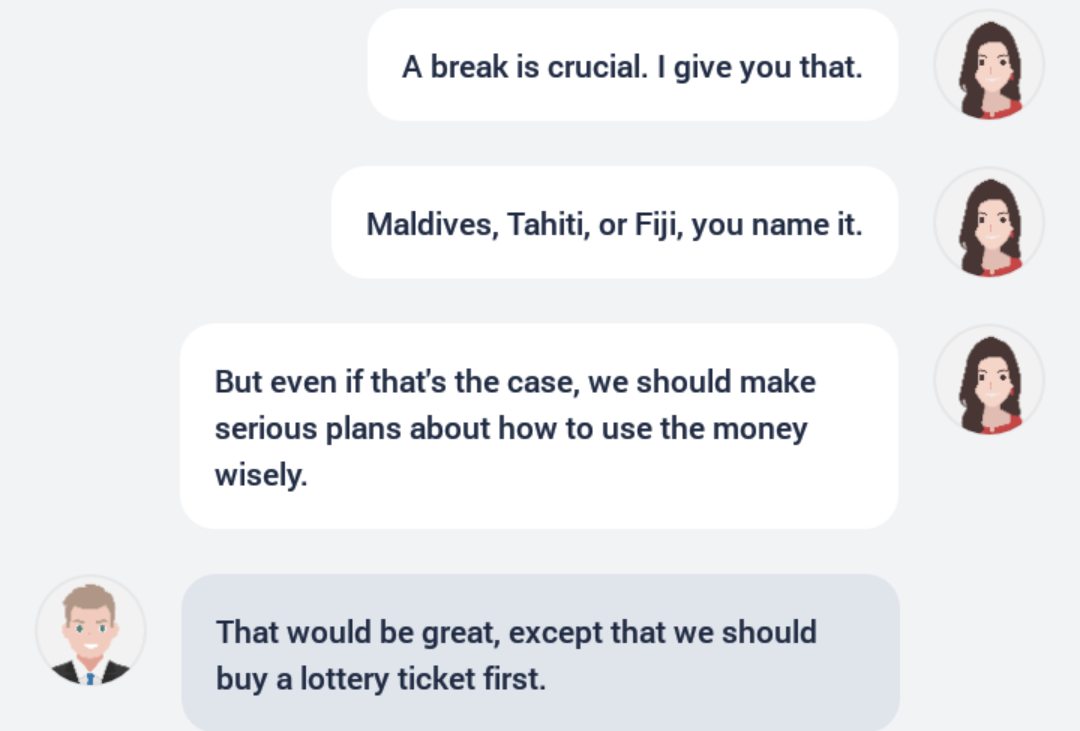 A break is crucial. I give you that.
Maldives, Tahiti, or Fiji, you name it.
But even if that's the case, we should make
serious plans about how to use the money
wisely.
That would be great, except that we should
buy a lottery ticket first.